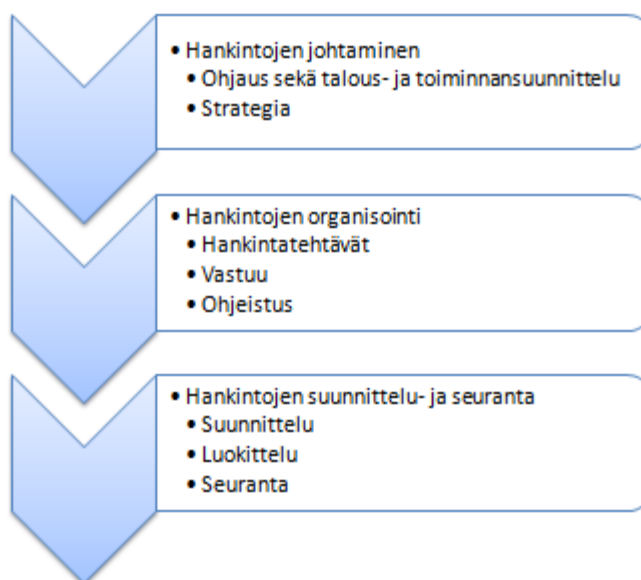 • Hankintojen johtaminen
• Ohjaus sekä talous- ja toiminnansuunnittelu
• Strategia
• Hankintojen organisointi
• Hankintatehtävät
• Vastuu
• Ohjeistus
• Hankintojen suunnittelu- ja seuranta
• Suunnittelu
• Luokittelu
• Seuranta